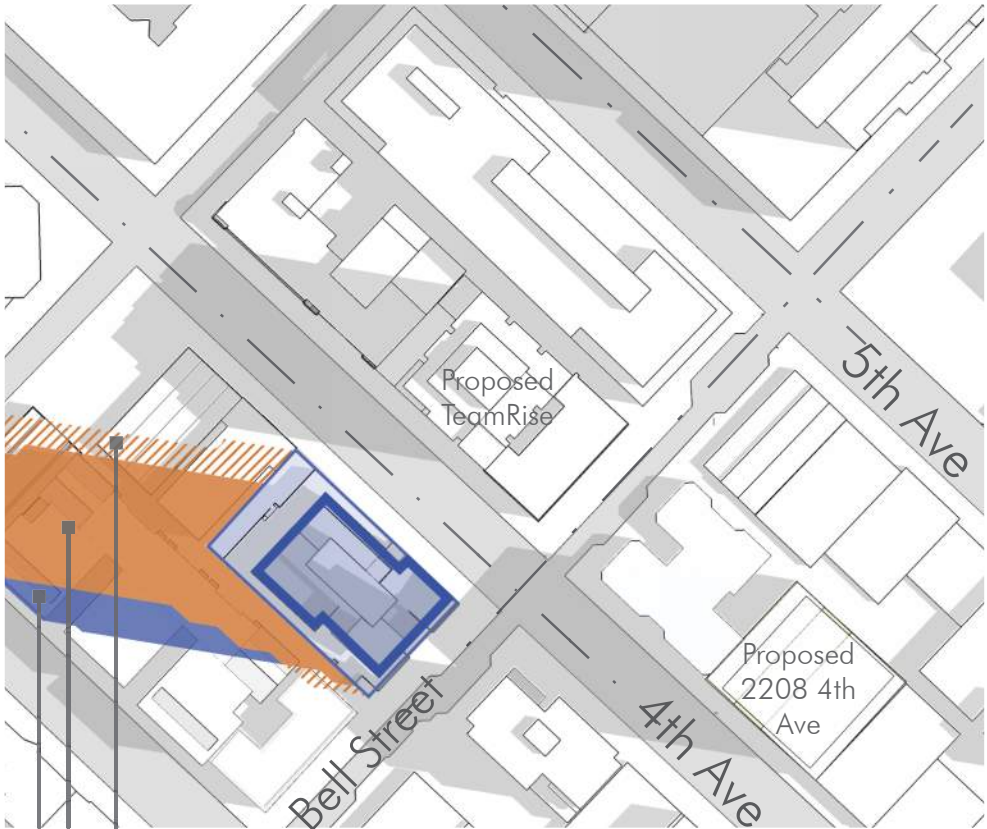 Proposed
TeamRise
5th Ave
Proposed
2208 4th
Ave
4th Ave
Bell Street